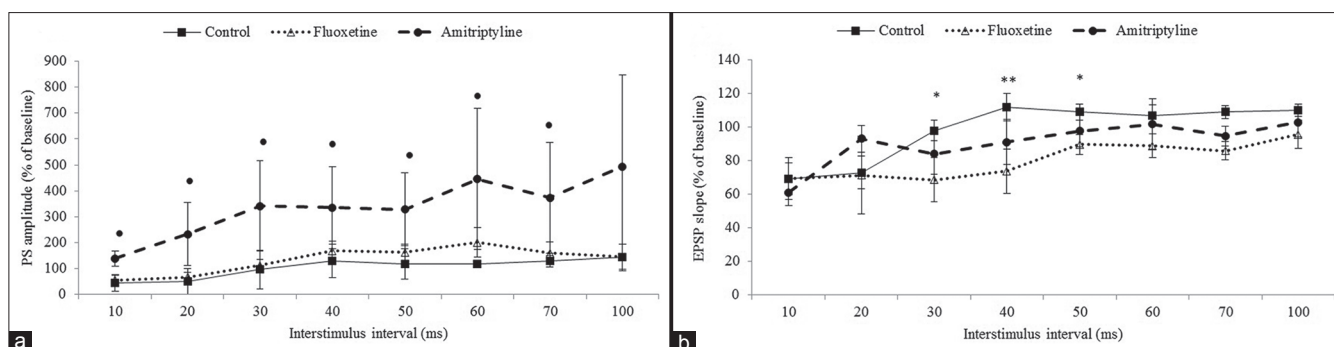 Control Fluoxetine Amitriptyline
PS amplitude (% of baseline)
900
800
700
600
500
400
300
200
100
0
10 20 30 40 50 60 70 100
Interstimulus interval (ms)
a
Control Fluoxetine Amitriptyline
EPSP slope (% of baseline)
140
120
100
80
60
40
20
0
* ** *
10 20 30 40 50 60 70 100
Interstimulus interval (ms)
b